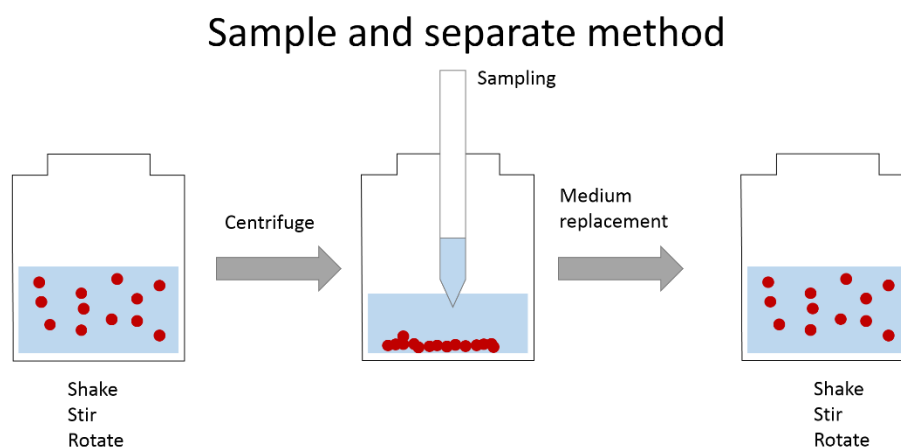 Sample and separate method
Sampling
Centrifuge
Medium
replacement
Shake
Stir
Rotate
Shake
Stir
Rotate